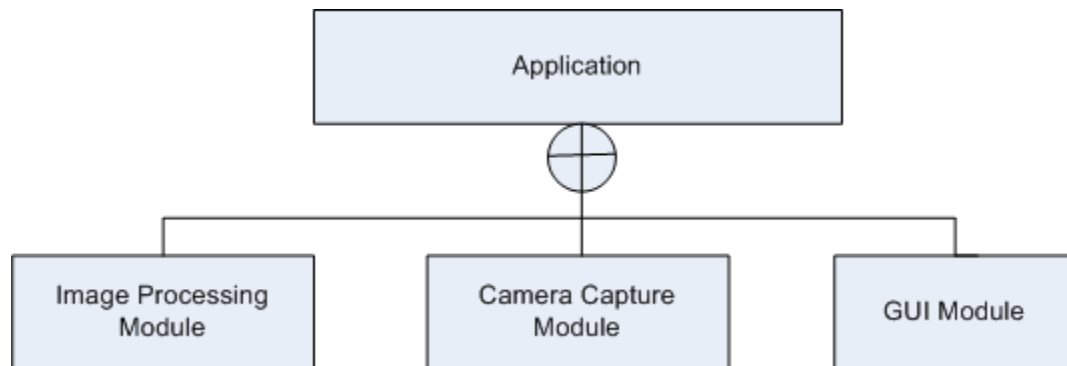 Application
Image Processing
Module
Camera Capture
Module
GUI Module